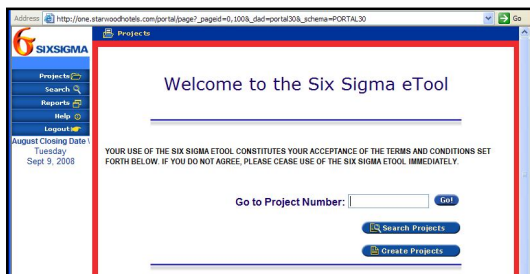 Address http://one.starwoodhotels.com/portal/page?_pageid=0,100&_dad=portal30&_schema=PORTAL30 Go
6 SIXSIGMA
Projects
Search
Reports
Help
Logout
August Closing Date \
Tuesday
Sept 9, 2008
Projects
Welcome to the Six Sigma eTool
YOUR USE OF THE SIX SIGMA ETOOL CONSTITUTES YOUR ACCEPTANCE OF THE TERMS AND CONDITIONS SET
FORTH BELOW. IF YOU DO NOT AGREE, PLEASE CEASE USE OF THE SIX SIGMA ETOOL IMMEDIATELY.
Go to Project Number: Go!
Search Projects
Create Projects